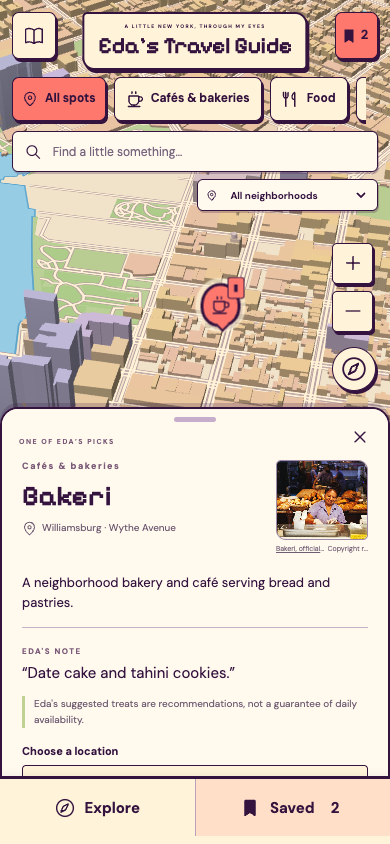 A LITTLE NEW YORK, THROUGH MY EYES
Eda's Travel Guide
2
All spots
Cafés & bakeries
Food
Find a little something…
All neighborhoods
ONE OF EDA'S PICKS
Cafés & bakeries
Bakeri
Williamsburg · Wythe Avenue
Bakeri, official… Copyright r…
A neighborhood bakery and café serving bread and
pastries.
EDA'S NOTE
“Date cake and tahini cookies.”
Eda's suggested treats are recommendations, not a guarantee of daily
availability.
Choose a location
Explore
Saved 2